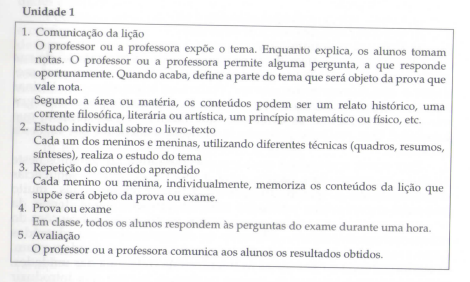 Unidade 1
1. Comunicação da lição
O professor ou a professora expõe o tema. Enquanto explica, os alunos tomam
notas. O professor ou a professora permite alguma pergunta, a que responde
oportunamente. Quando acaba, define a parte do tema que será objeto da prova que
vale nota.
Segundo a área ou matéria, os conteúdos podem ser um relato histórico, uma
corrente filosófica, literária ou artística, um princípio matemático ou físico, etc.
2. Estudo individual sobre o livro-texto
Cada um dos meninos e meninas, utilizando diferentes técnicas (quadros, resumos,
sínteses), realiza o estudo do tema
3. Repetição do conteúdo aprendido
Cada menino ou menina, individualmente, memoriza os conteúdos da lição que
supõe será objeto da prova ou exame.
4. Prova ou exame
Em classe, todos os alunos respondem às perguntas do exame durante uma hora.
5. Avaliação
O professor ou a professora comunica aos alunos os resultados obtidos.